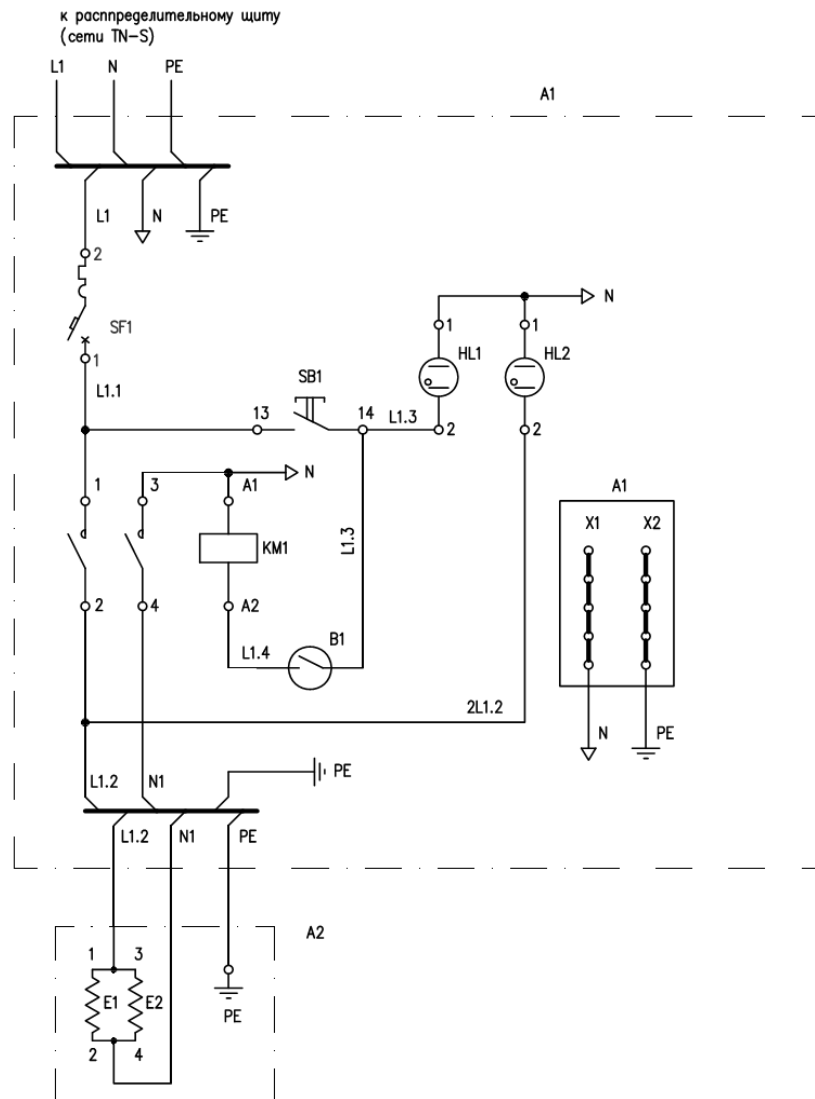 к распределительному щиту
(сети TN-S)
L1 N PE
A1
L1 N PE
2
SF1
1
L1.1
N
1 1
HL1 HL2
SB1
13 14 L1.3 2 2
1 3 A1 N
KM1
L1.3
2 4 A2
L1.4 B1
A1
X1 X2
N PE
2L1.2
L1.2 N1 PE
L1.2 N1 PE
A2
1 3
E1 E2
2 4
PE